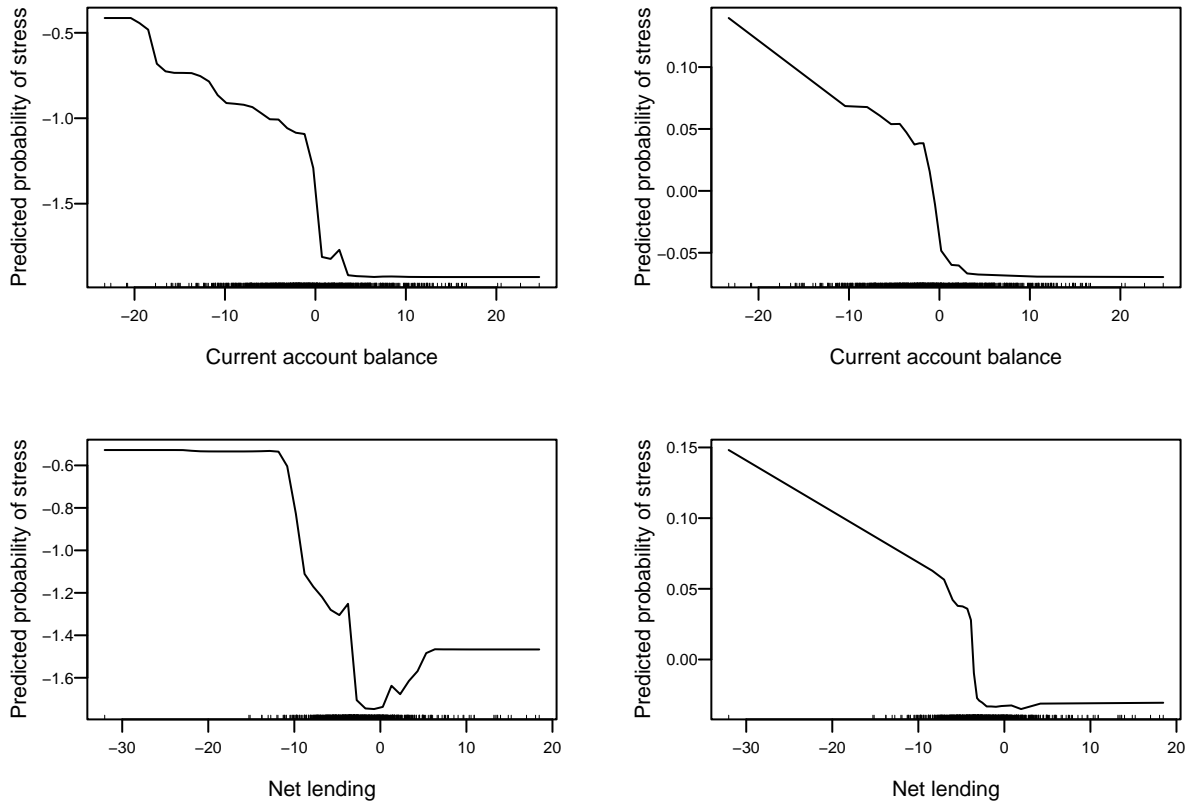 Predicted probability of stress
−0.5
−1.0
−1.5
−20 −10 0 10 20
Current account balance
Predicted probability of stress
0.10
0.05
0.00
−0.05
−20 −10 0 10 20
Current account balance
Predicted probability of stress
−0.6
−0.8
−1.0
−1.2
−1.4
−1.6
−30 −20 −10 0 10 20
Net lending
Predicted probability of stress
0.15
0.10
0.05
0.00
−30 −20 −10 0 10 20
Net lending